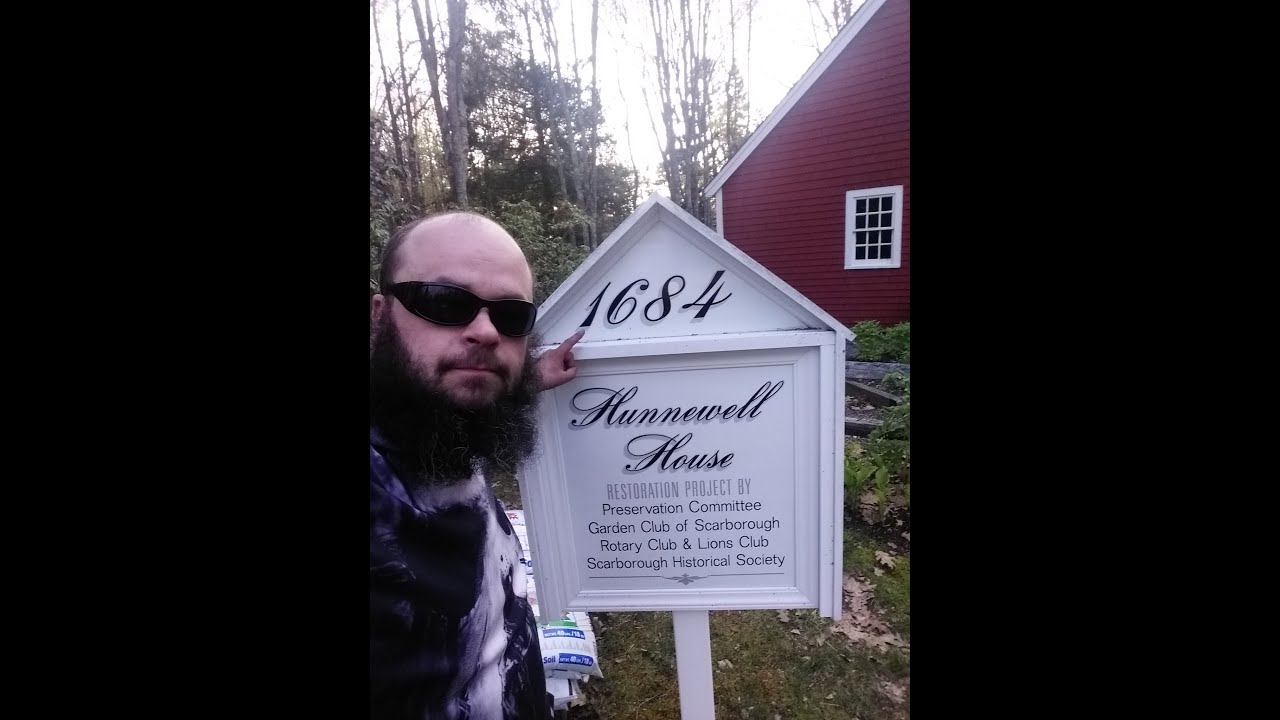 1684
Hunnewell
House
RESTORATION PROJECT BY
Preservation Committee
Garden Club of Scarborough
Rotary Club & Lions Club
Scarborough Historical Society
Soil